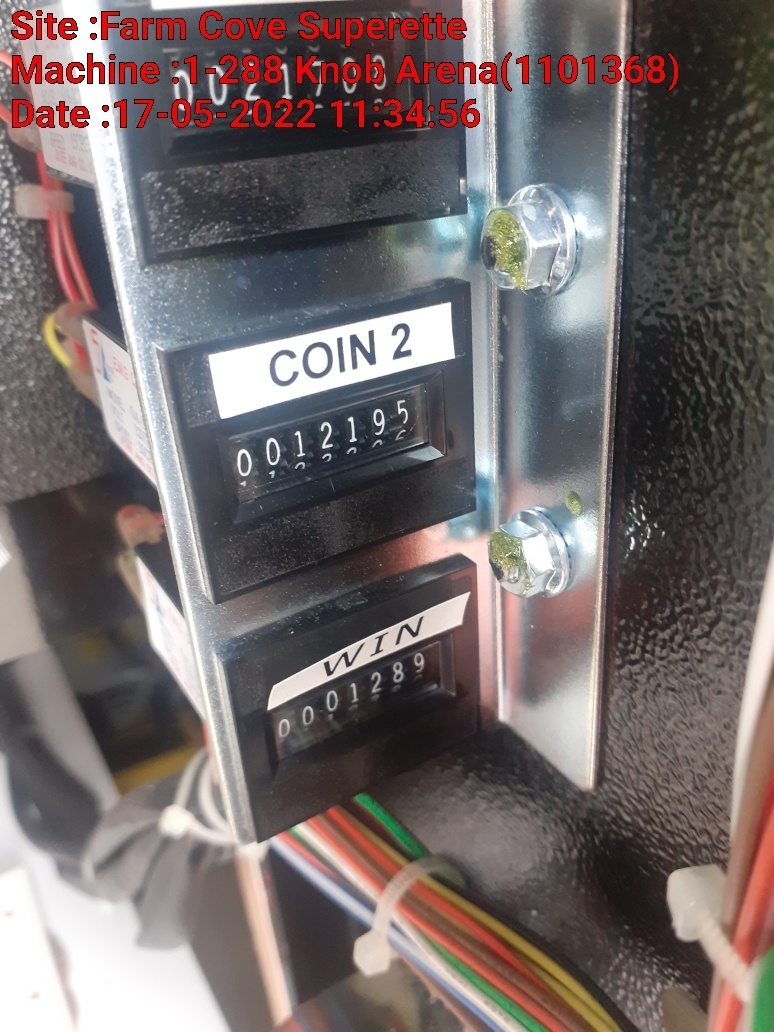 Site :Farm Cove Superette
Machine :1-288 Knob Arena(1101368)
Date :17-05-2022 11:34:56
COIN 2
0012195
WIN
0001289